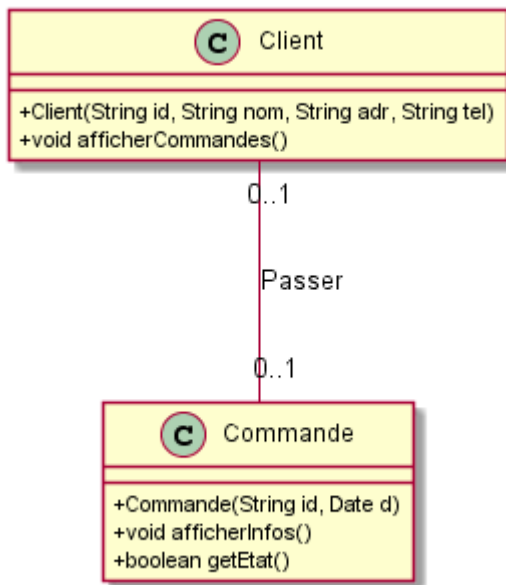 C Client
+Client(String id, String nom, String adr, String tel)
+void afficherCommandes()
0..1
Passer
0..1
C Commande
+Commande(String id, Date d)
+void afficherInfos()
+boolean getEtat()